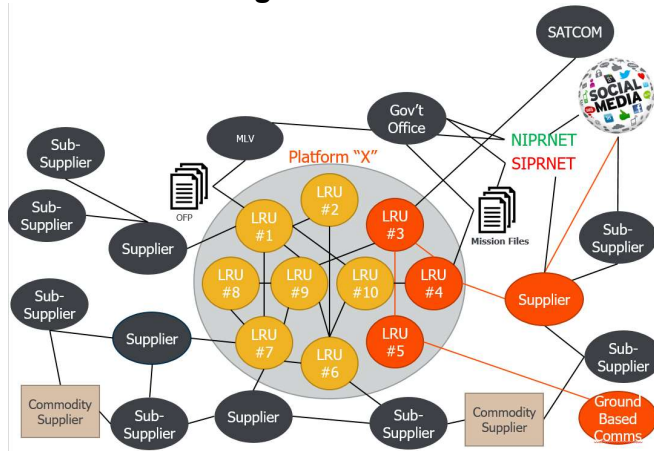 SATCOM
SOCIAL
MEDIA
Gov't
Office
MLV
NIPRNET
SIPRNET
Platform "X"
Sub-
Supplier
OFP
LRU
#2
Mission Files
LRU
#1
LRU
#3
Sub-
Supplier
Supplier
Sub-
Supplier
LRU
#8
LRU
#9
LRU
#10
LRU
#4
Supplier
Sub-
Supplier
Supplier
LRU
#7
LRU
#6
LRU
#5
Sub-
Supplier
Commodity
Supplier
Sub-
Supplier
Supplier
Sub-
Supplier
Commodity
Supplier
Ground
Based
Comms